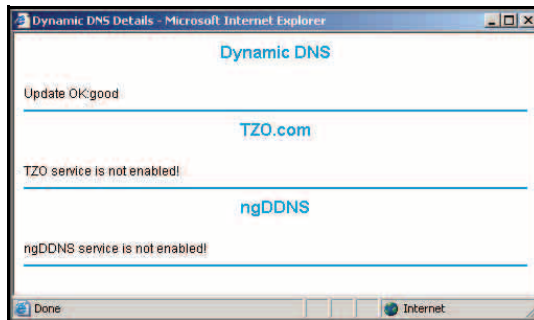 Dynamic DNS Details - Microsoft Internet Explorer
Dynamic DNS
Update OK:good
TZO.com
TZO service is not enabled!
ngDDNS
ngDDNS service is not enabled!
Done
Internet